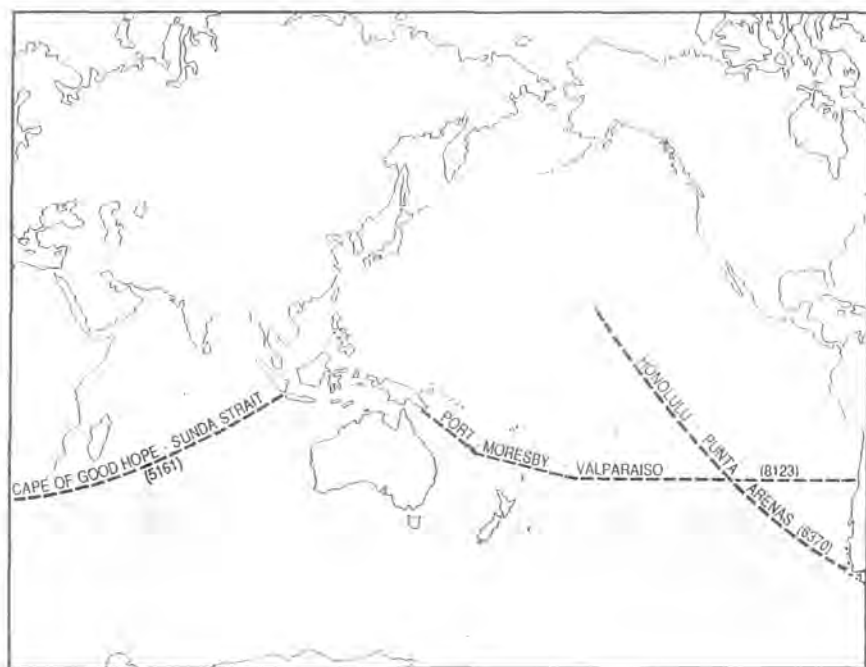 CAPE OF GOOD HOPE - SUNDA STRAIT
(5161)
PORT MORESBY - VALPARAISO (8123)
HONOLULU - PUNTA ARENAS (6370)